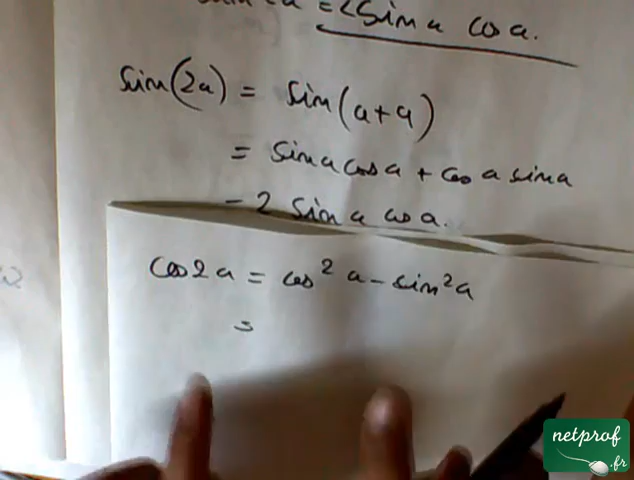 = 2 sin a cos a.
sin(2a) = sin(a+a)
= sin a cos a + cos a sin a
= 2 sin a cos a.
cos 2a = cos² a - sin² a
=
netprof
.fr